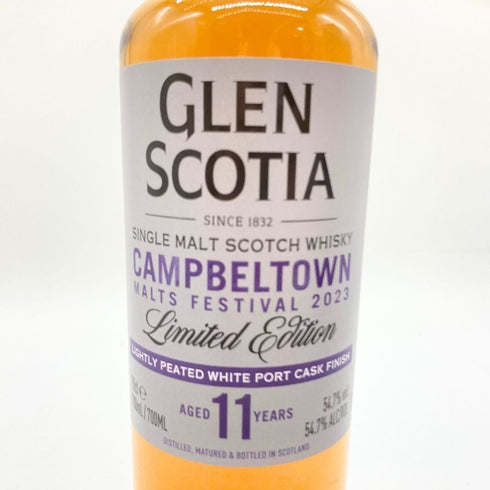 GLEN
SCOTIA
SINCE 1832
SINGLE MALT SCOTCH WHISKY
CAMPBELTOWN
MALTS FESTIVAL 2023
Limited Edition
LIGHTLY PEATED WHITE PORT CASK FINISH
AGED 11 YEARS
/700ML
54.7% vol
54.7% ALC/
DISTILLED, MATURED & BOTTLED IN SCOTLAND